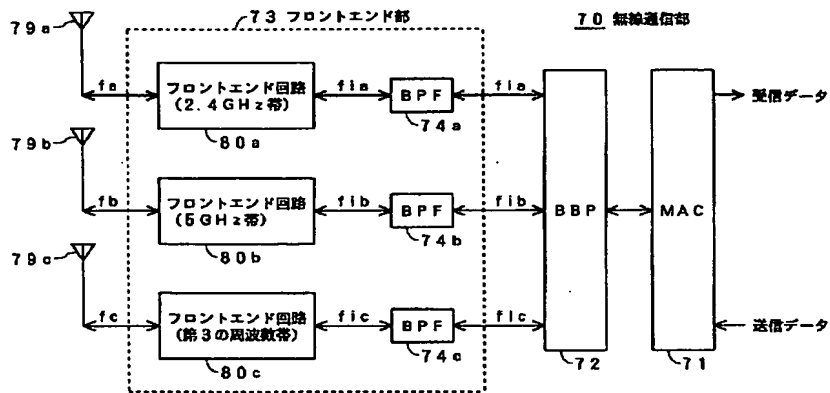 73 フロントエンド部
70 無線通信部
79a
fa
フロントエンド回路
(2.4GHz帯)
80a
fia
BPF
74a
fia
受信データ
79b
fb
フロントエンド回路
(5GHz帯)
80b
fib
BPF
74b
fib
BBP
MAC
79c
fc
フロントエンド回路
(第3の周波数帯)
80c
fic
BPF
74c
fic
送信データ
72
71